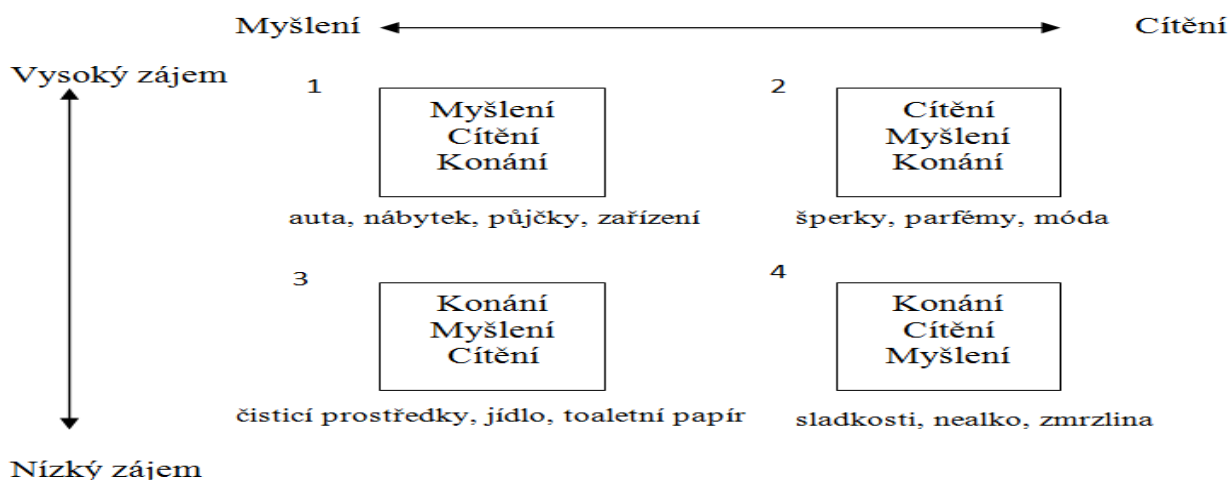 Myšlení
Cítění
Vysoký zájem
1
Myšlení
Cítění
Konání
auta, nábytek, půjčky, zařízení
2
Cítění
Myšlení
Konání
šperky, parfémy, móda
3
Konání
Myšlení
Cítění
čisticí prostředky, jídlo, toaletní papír
4
Konání
Cítění
Myšlení
sladkosti, nealko, zmrzlina
Nízký zájem